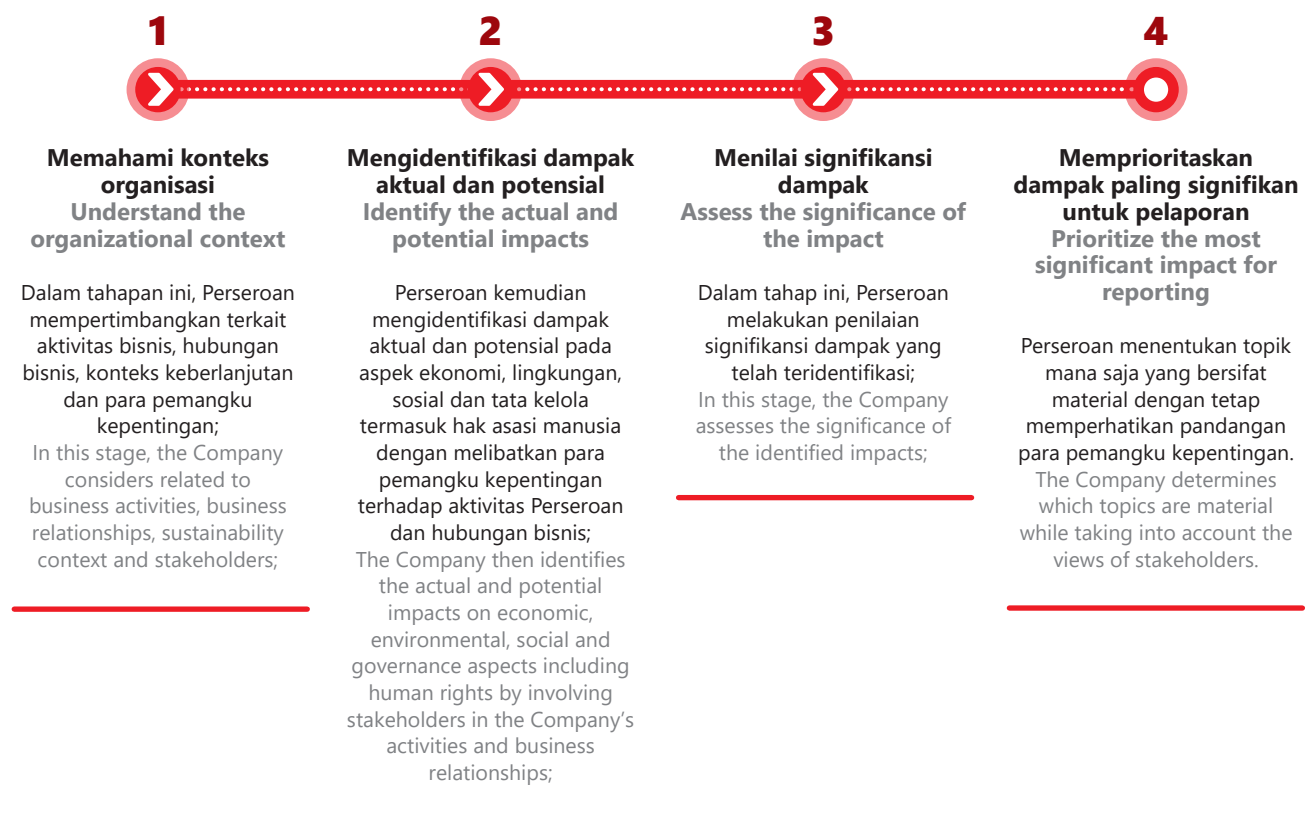 1
Memahami konteks
organisasi
Understand the
organizational context
Dalam tahapan ini, Perseroan
mempertimbangkan terkait
aktivitas bisnis, hubungan
bisnis, konteks keberlanjutan
dan para pemangku
kepentingan;
In this stage, the Company
considers related to
business activities, business
relationships, sustainability
context and stakeholders;
2
Mengidentifikasi dampak
aktual dan potensial
Identify the actual and
potential impacts
Perseroan kemudian
mengidentifikasi dampak
aktual dan potensial pada
aspek ekonomi, lingkungan,
sosial dan tata kelola
termasuk hak asasi manusia
dengan melibatkan para
pemangku kepentingan
terhadap aktivitas Perseroan
dan hubungan bisnis;
The Company then identifies
the actual and potential
impacts on economic,
environmental, social and
governance aspects including
human rights by involving
stakeholders in the Company’s
activities and business
relationships;
3
Menilai signifikansi
dampak
Assess the significance of
the impact
Dalam tahap ini, Perseroan
melakukan penilaian
signifikansi dampak yang
telah teridentifikasi;
In this stage, the Company
assesses the significance of
the identified impacts;
4
Memprioritaskan
dampak paling signifikan
untuk pelaporan
Prioritize the most
significant impact for
reporting
Perseroan menentukan topik
mana saja yang bersifat
material dengan tetap
memperhatikan pandangan
para pemangku kepentingan.
The Company determines
which topics are material
while taking into account the
views of stakeholders.